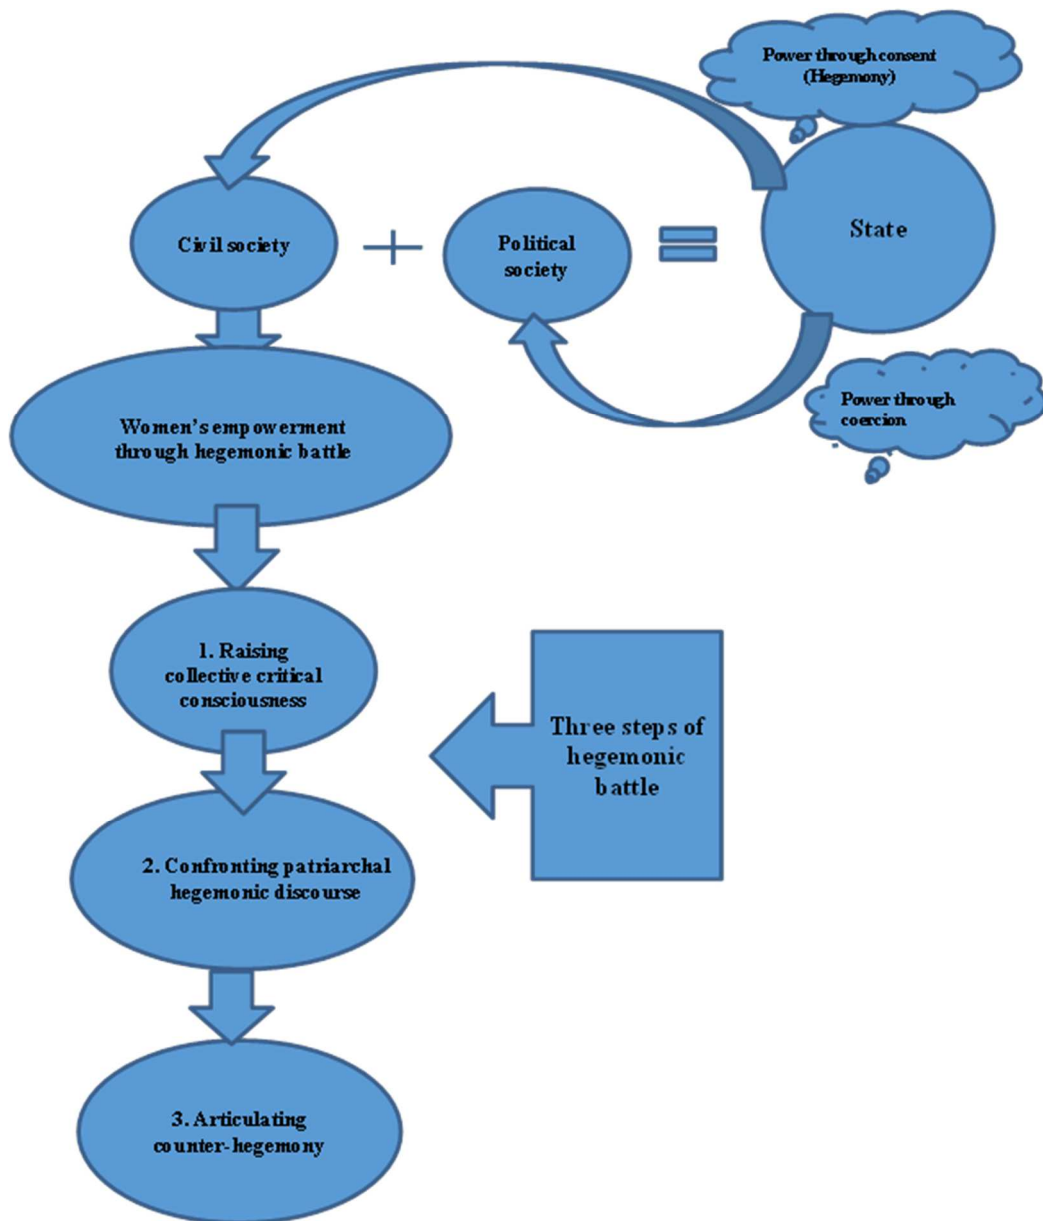 Power through consent
(Hegemony)
Civil society
+
Political
society
=
State
Power through
coercion
Women's empowerment
through hegemonic battle
1. Raising
collective critical
consciousness
Three steps of
hegemonic
battle
2. Confronting patriarchal
hegemonic discourse
3. Articulating
counter-hegemony